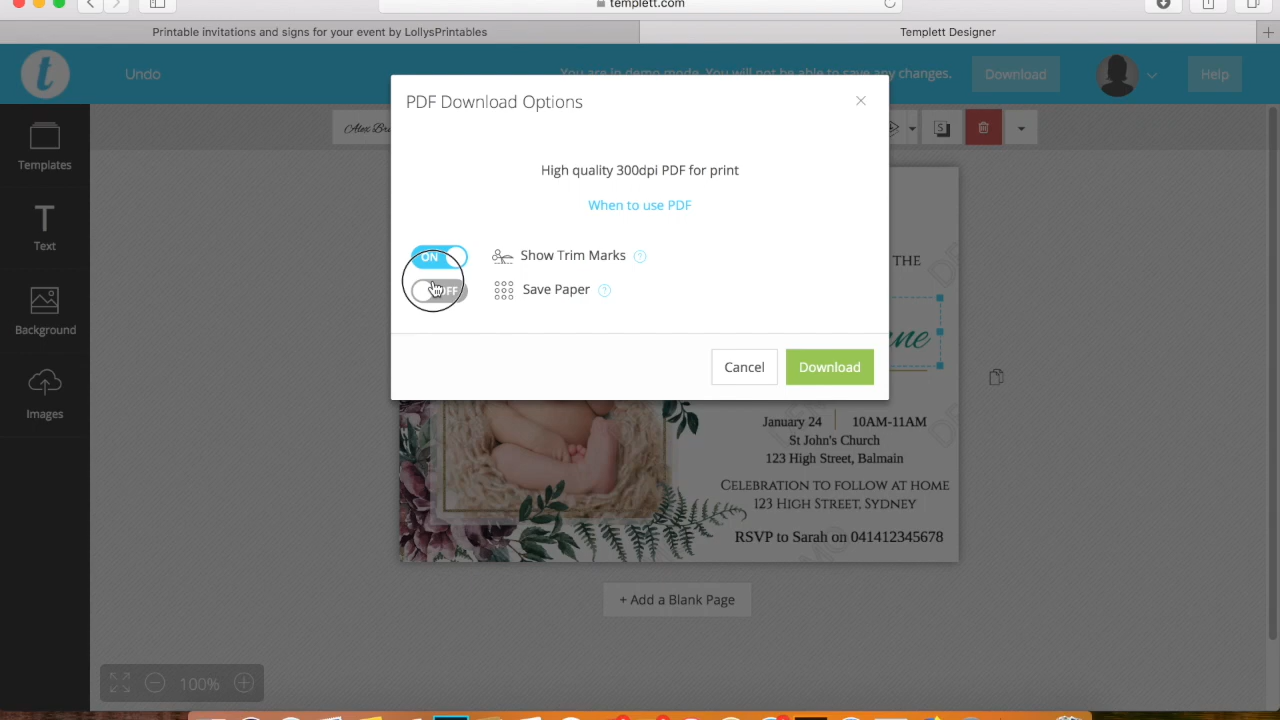 templett.com
Printable invitations and signs for your event by LollysPrintables
Templett Designer
t
Undo
You are in demo mode. You will not be able to save any changes.
Download
Help
PDF Download Options
Templates
Text
Background
Images
High quality 300dpi PDF for print
When to use PDF
ON
Show Trim Marks ?
OFF
Save Paper ?
Cancel
Download
THE
January 24 | 10AM-11AM
St John's Church
123 High Street, Balmain
CELEBRATION TO FOLLOW AT HOME
123 HIGH STREET, SYDNEY
RSVP to Sarah on 041412345678
+ Add a Blank Page
100%